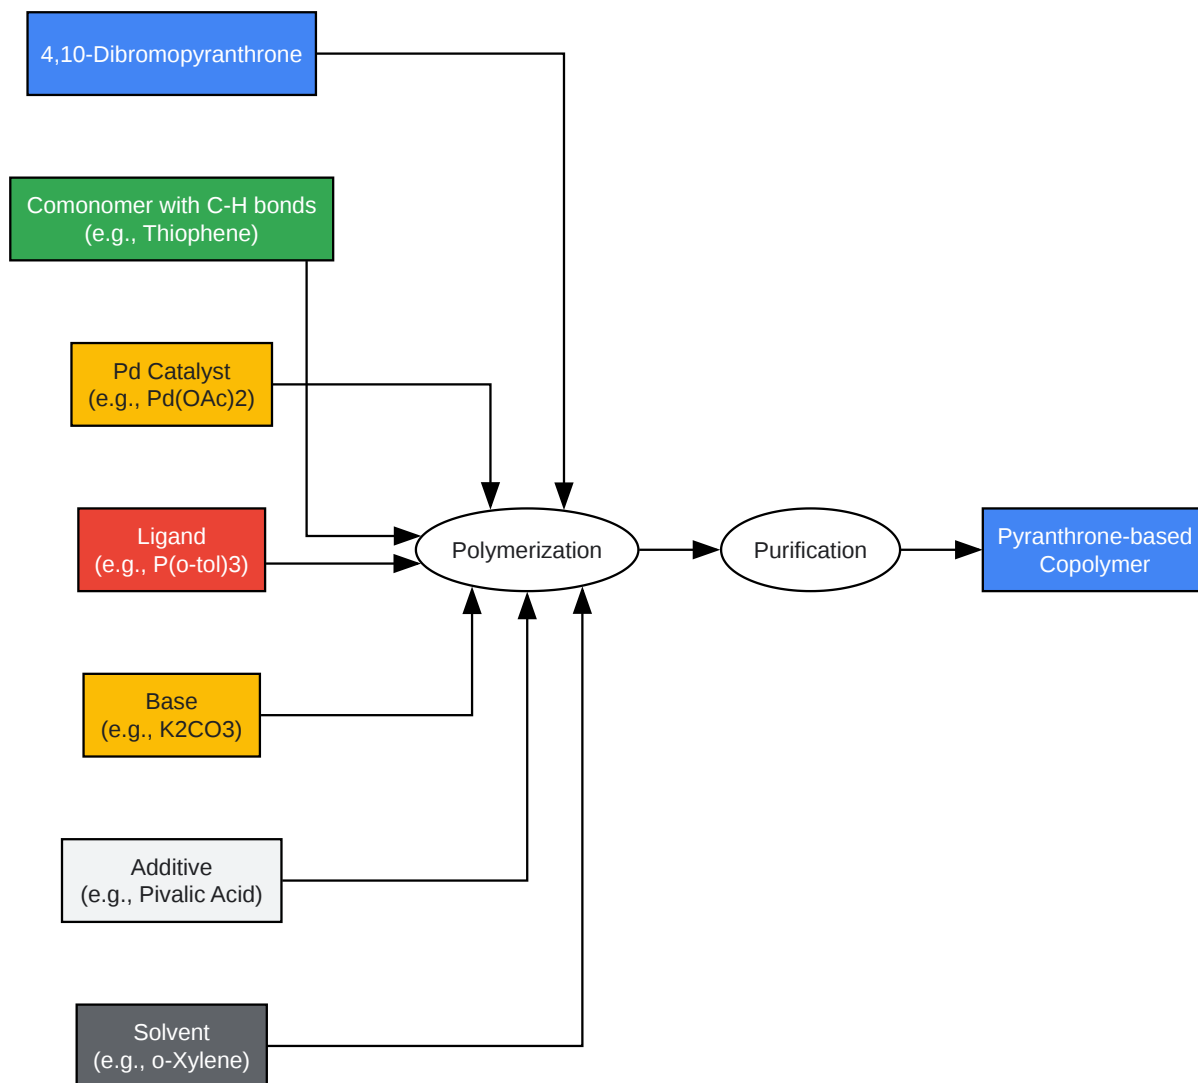 4,10-Dibromopyranthrone
Comonomer with C-H bonds
(e.g., Thiophene)
Pd Catalyst
(e.g., Pd(OAc)2)
Ligand
(e.g., P(o-tol)3)
Base
(e.g., K2CO3)
Additive
(e.g., Pivalic Acid)
Solvent
(e.g., o-Xylene)
Polymerization
Purification
Pyranthrone-based
Copolymer